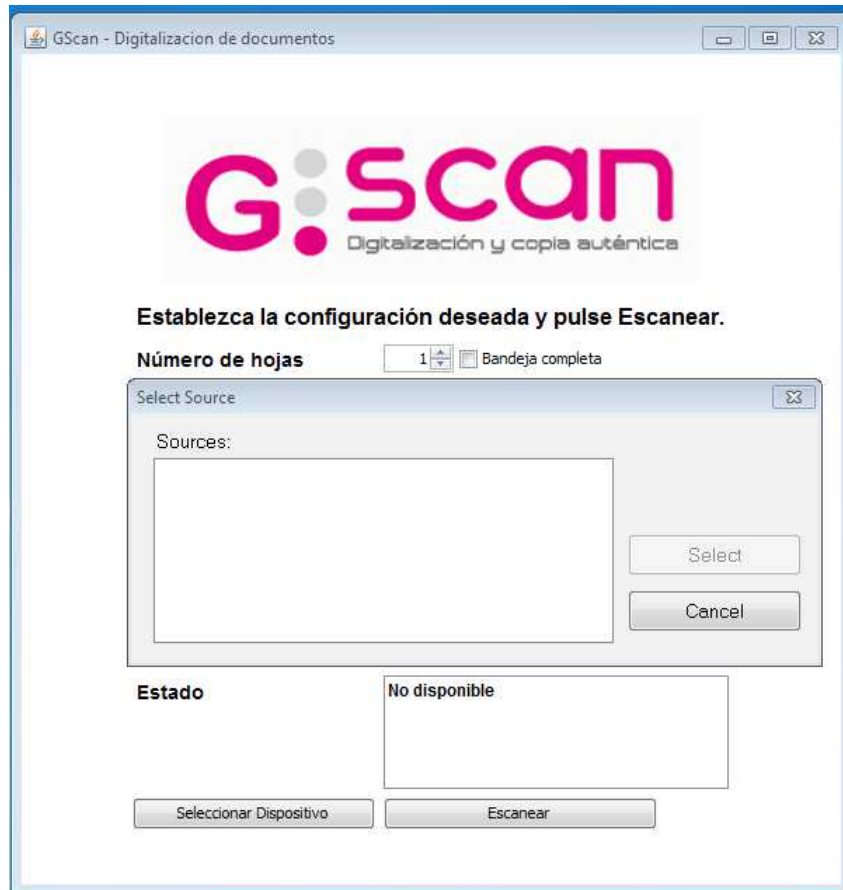 GScan - Digitalizacion de documentos
G scan
Digitalización y copia auténtica
Establezca la configuración deseada y pulse Escanear.
Número de hojas 1 Bandeja completa
Select Source
Sources:
Select
Cancel
Estado No disponible
Seleccionar Dispositivo Escanear